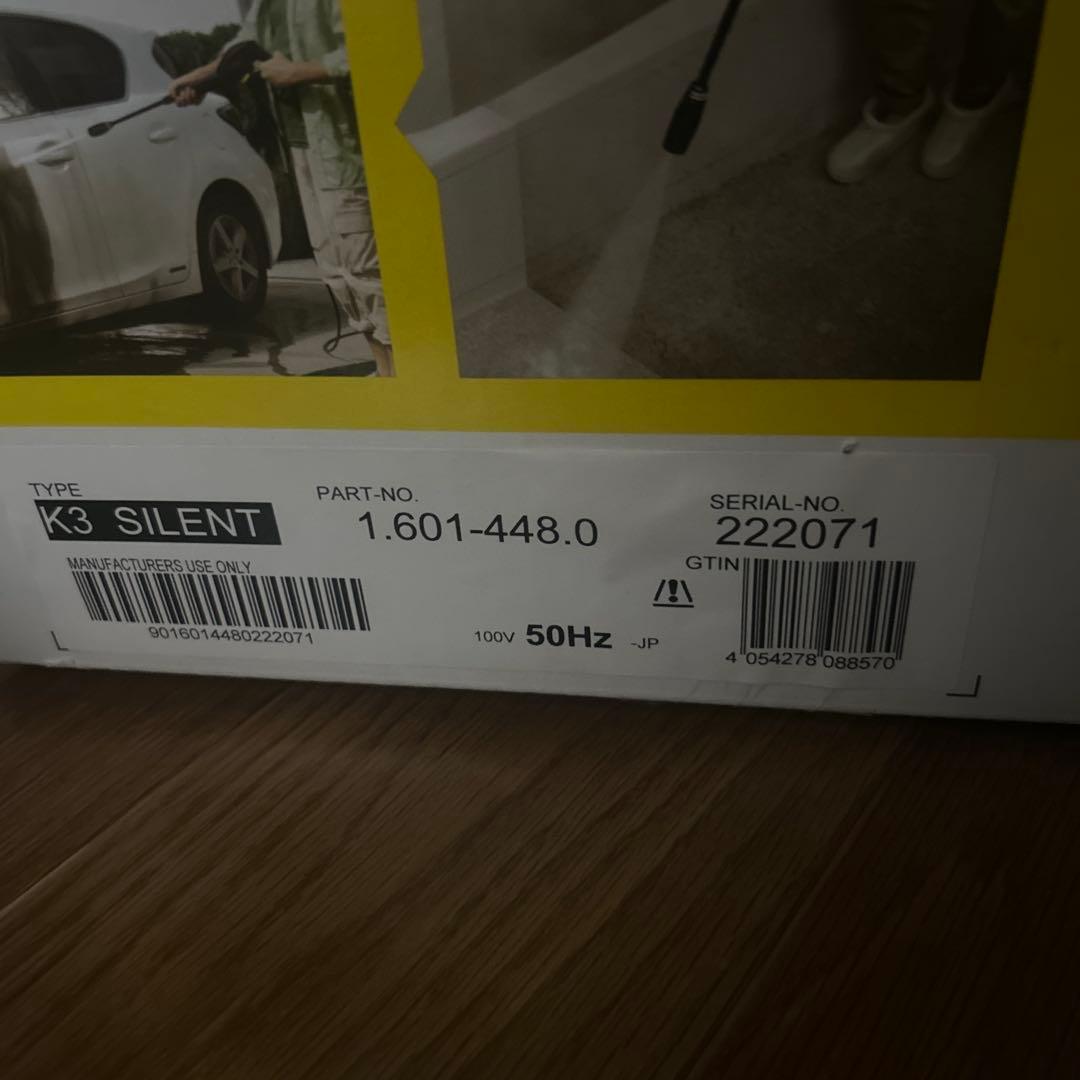 TYPE
K3 SILENT
PART-NO.
1.601-448.0
SERIAL-NO.
222071
MANUFACTURERS USE ONLY
9016014480222071
100V 50Hz -JP
GTIN
4 054278 088570